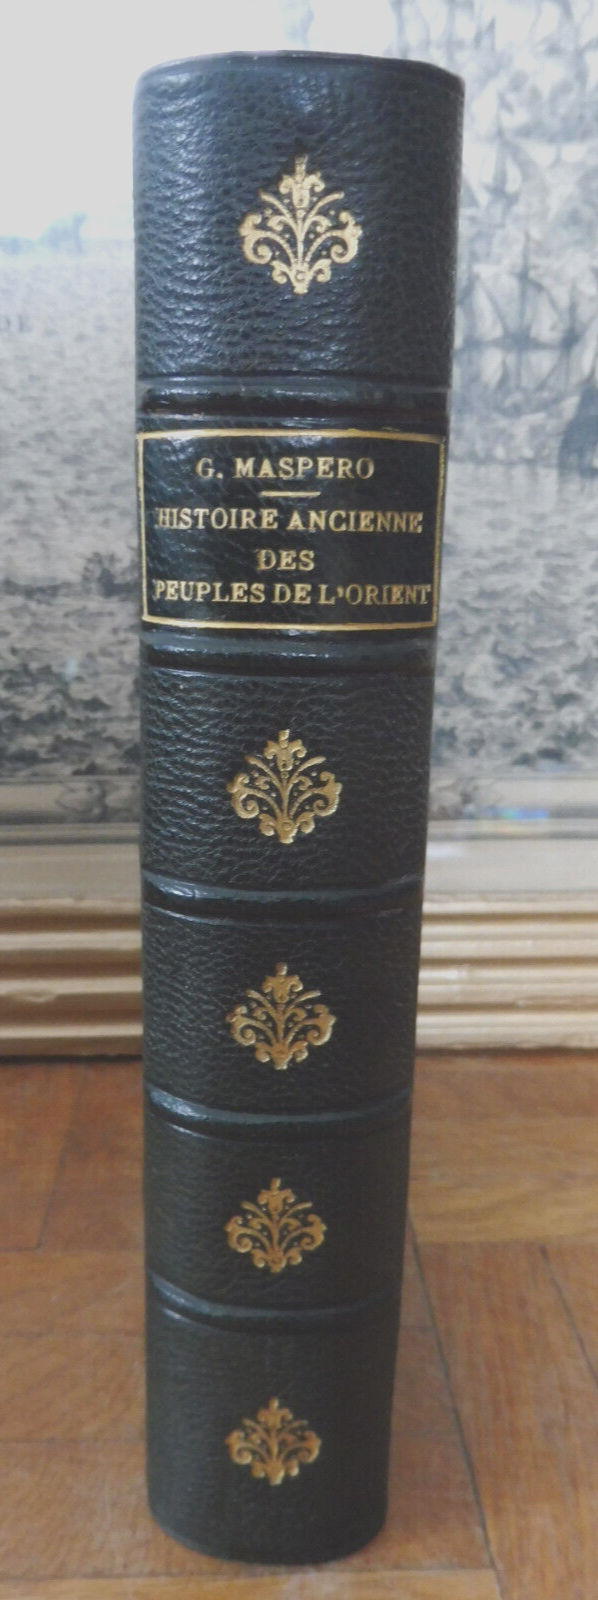 G. MASPERO
HISTOIRE ANCIENNE
DES
PEUPLES DE L'ORIENT